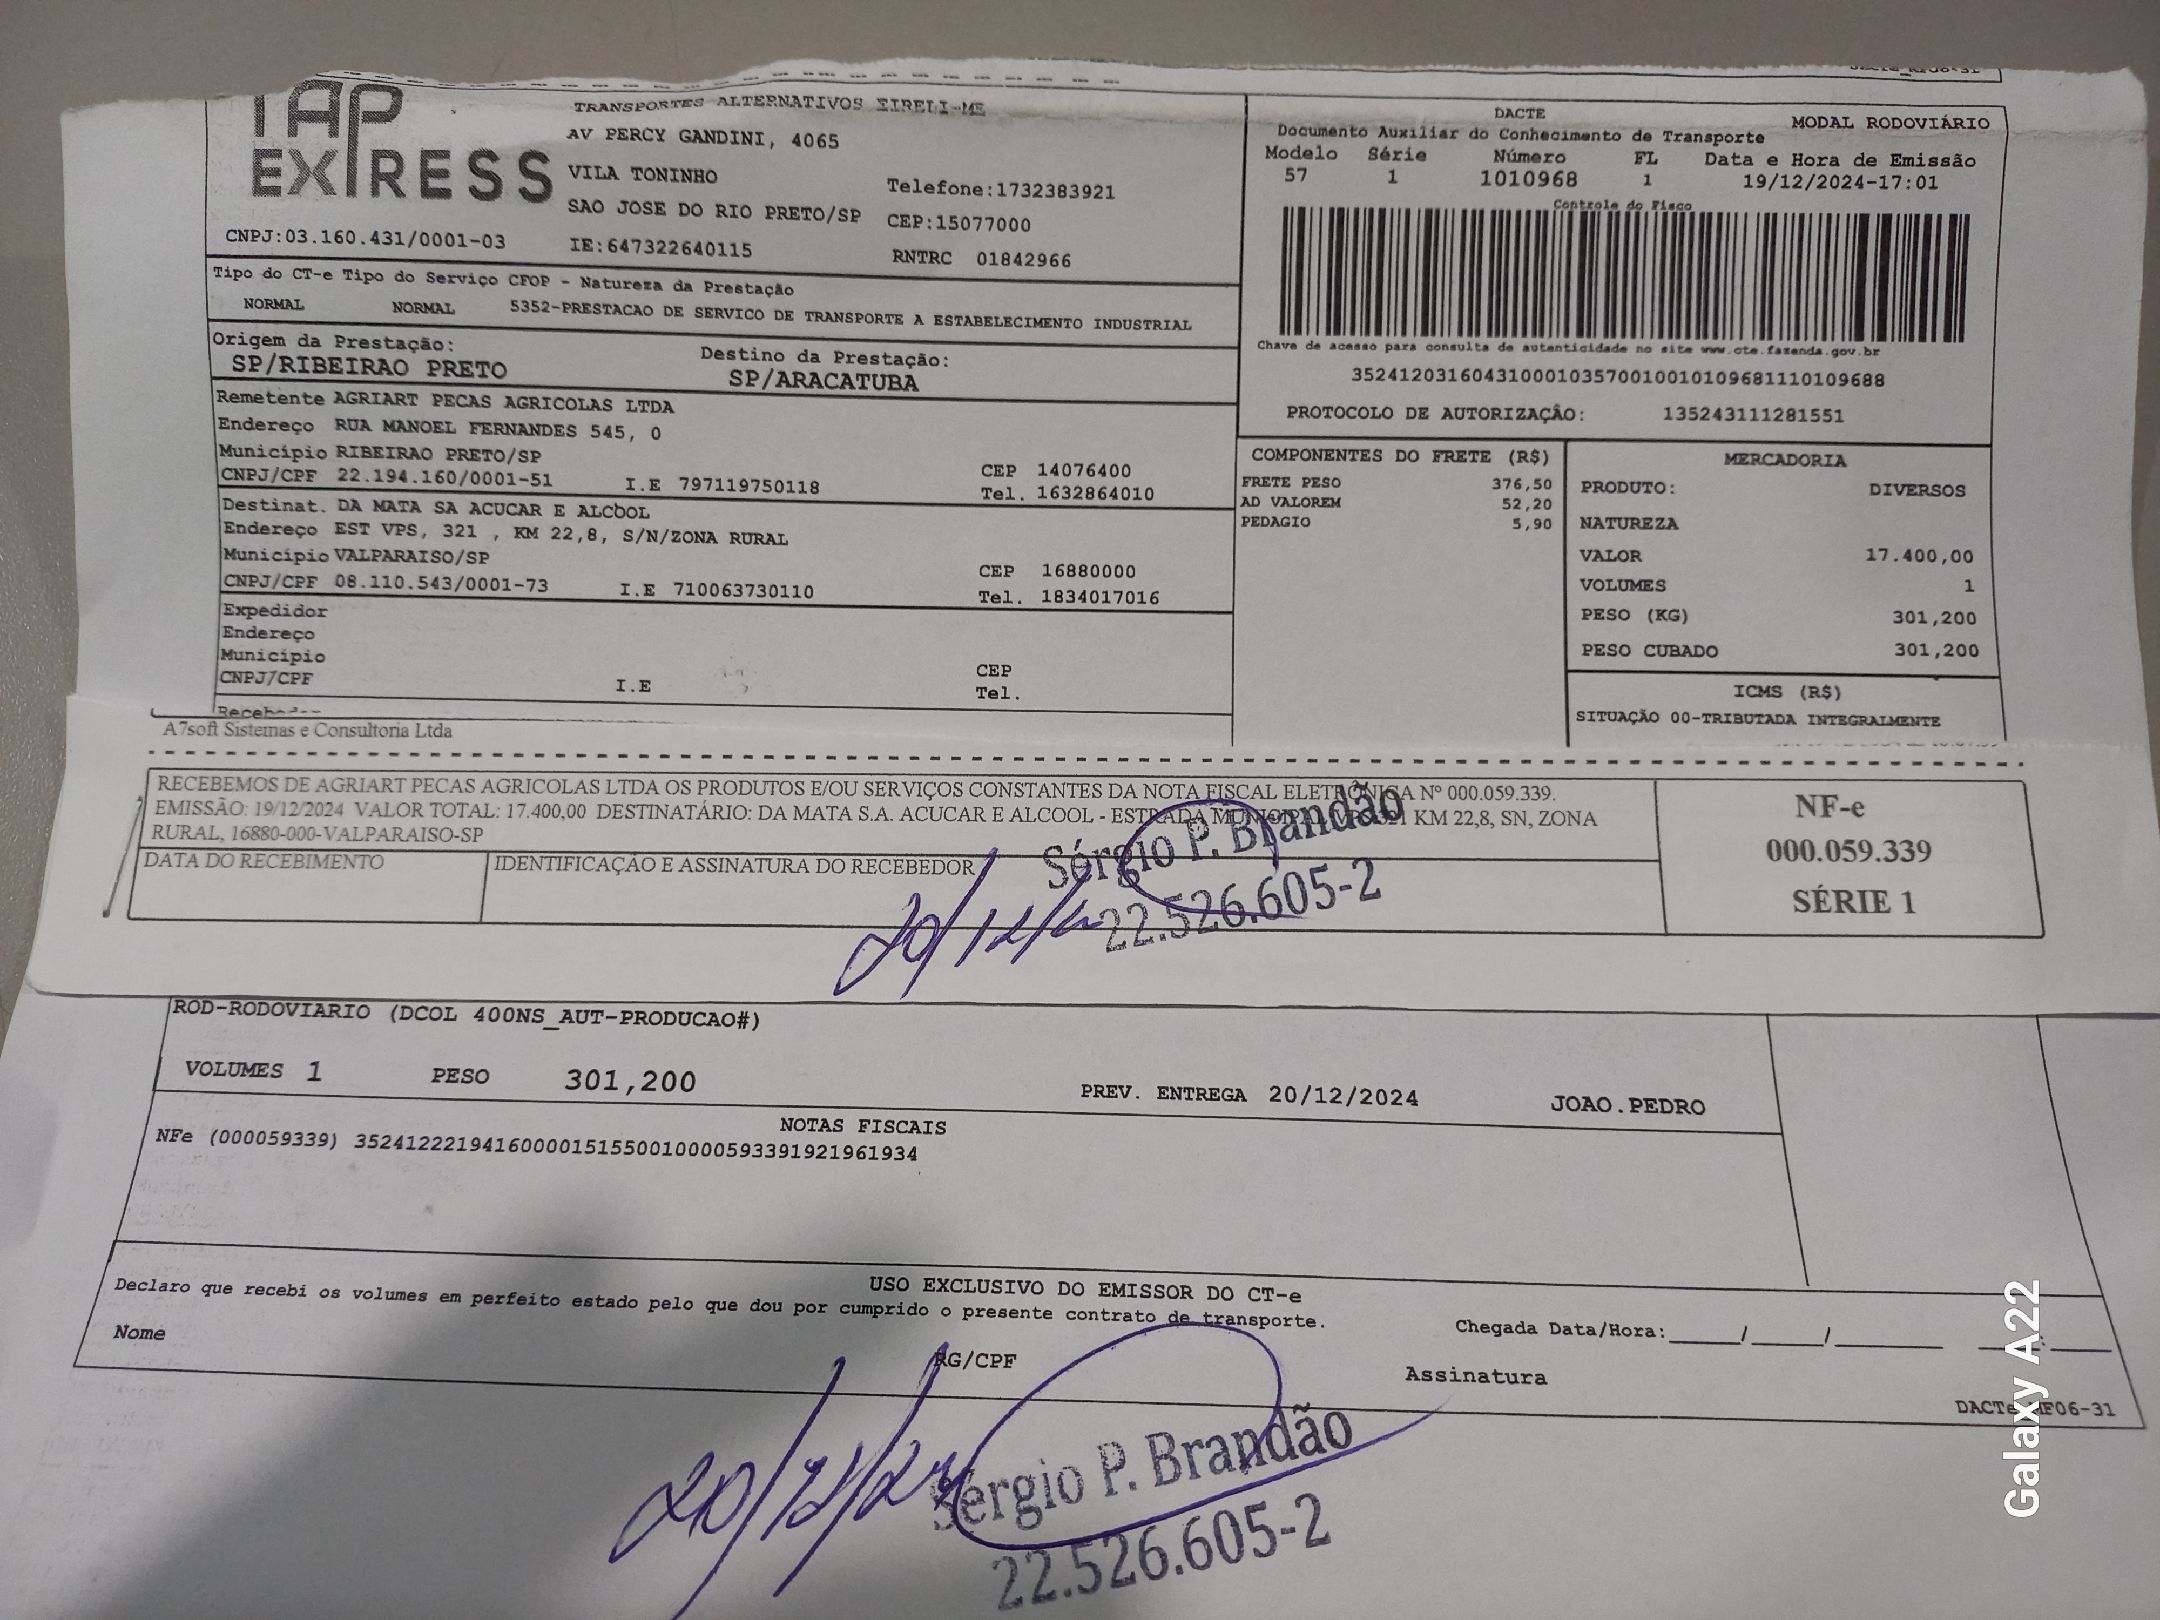 TAP
EXPRESS
TRANSPORTES ALTERNATIVOS EIRELI-ME
AV PERCY GANDINI, 4065
VILA TONINHO
SAO JOSE DO RIO PRETO/SP
Telefone:1732383921
CEP:15077000
CNPJ:03.160.431/0001-03
IE:647322640115
RNTRC 01842966
DACTE
MODAL RODOVIÁRIO
Documento Auxiliar do Conhecimento de Transporte
Modelo Série Número FL Data e Hora de Emissão
57 1 1010968 1 19/12/2024-17:01
Controle do Fisco
Chave de acesso para consulta de autenticidade no site www.cte.fazenda.gov.br
35241203160431000103570010010109681110109688
PROTOCOLO DE AUTORIZAÇÃO: 135243111281551
Tipo do CT-e Tipo do Serviço CFOP - Natureza da Prestação
NORMAL NORMAL 5352-PRESTACAO DE SERVICO DE TRANSPORTE A ESTABELECIMENTO INDUSTRIAL
Origem da Prestação: Destino da Prestação:
SP/RIBEIRAO PRETO SP/ARACATUBA
Remetente AGRIART PECAS AGRICOLAS LTDA
Endereço RUA MANOEL FERNANDES 545, 0
Município RIBEIRAO PRETO/SP CEP 14076400
CNPJ/CPF 22.194.160/0001-51 I.E 797119750118 Tel. 1632864010
Destinat. DA MATA SA ACUCAR E ALCOOL
Endereço EST VPS, 321 , KM 22,8, S/N/ZONA RURAL
Município VALPARAISO/SP CEP 16880000
CNPJ/CPF 08.110.543/0001-73 I.E 710063730110 Tel. 1834017016
Expedidor
Endereço
Município CEP
CNPJ/CPF I.E Tel.
COMPONENTES DO FRETE (R$)
FRETE PESO 376,50
AD VALOREM 52,20
PEDAGIO 5,90
MERCADORIA
PRODUTO: DIVERSOS
NATUREZA
VALOR 17.400,00
VOLUMES 1
PESO (KG) 301,200
PESO CUBADO 301,200
ICMS (R$)
SITUAÇÃO 00-TRIBUTADA INTEGRALMENTE
A7soft Sistemas e Consultoria Ltda
RECEBEMOS DE AGRIART PECAS AGRICOLAS LTDA OS PRODUTOS E/OU SERVIÇOS CONSTANTES DA NOTA FISCAL ELETRÔNICA Nº 000.059.339.
EMISSÃO: 19/12/2024 VALOR TOTAL: 17.400,00 DESTINATÁRIO: DA MATA S.A. ACUCAR E ALCOOL - ESTRADA KM 22,8, SN, ZONA
RURAL, 16880-000-VALPARAISO-SP
DATA DO RECEBIMENTO IDENTIFICAÇÃO E ASSINATURA DO RECEBEDOR
NF-e
000.059.339
SÉRIE 1
Sérgio P. Brandão
22.526.605-2
20/12/
ROD-RODOVIARIO (DCOL 400NS_AUT-PRODUCAO#)
VOLUMES 1 PESO 301,200 PREV. ENTREGA 20/12/2024 JOAO.PEDRO
NOTAS FISCAIS
NFe (000059339) 35241222194160000151550010000593391921961934
USO EXCLUSIVO DO EMISSOR DO CT-e
Declaro que recebi os volumes em perfeito estado pelo que dou por cumprido o presente contrato de transporte.
Chegada Data/Hora:_____/_____/_______
Nome RG/CPF Assinatura
20/12/24
Sérgio P. Brandão
22.526.605-2
Galaxy A22